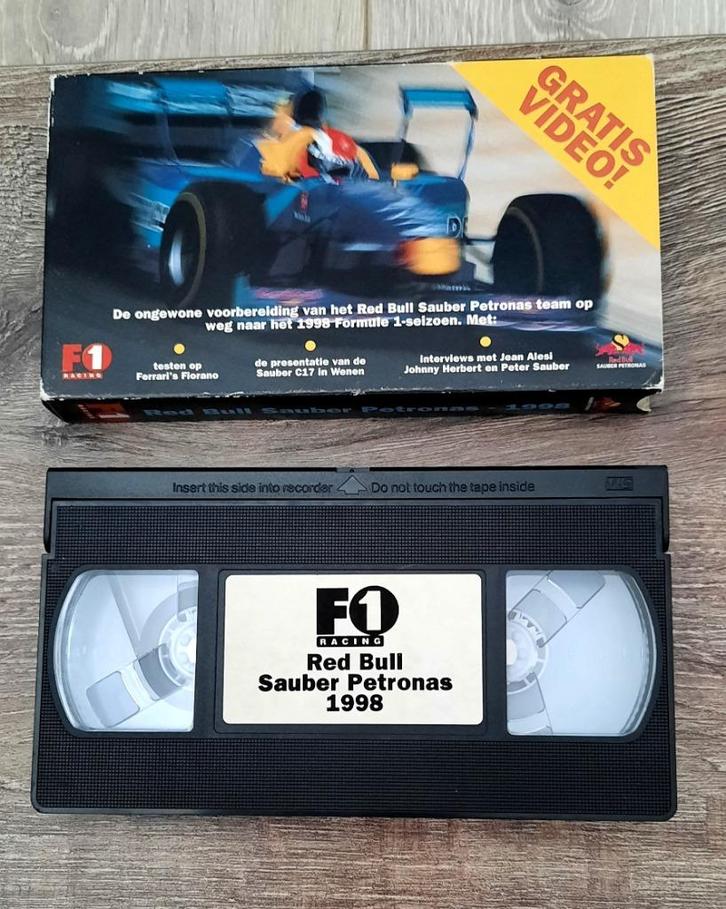 GRATIS
VIDEO!
De ongewone voorbereiding van het Red Bull Sauber Petronas team op
weg naar het 1998 Formule 1-seizoen. Met:
F1
RACING
testen op
Ferrari's Fiorano
de presentatie van de
Sauber C17 in Wenen
interviews met Jean Alesi
Johnny Herbert en Peter Sauber
Red Bull
SAUBER PETRONAS
Red Bull Sauber Petronas - 1998
Insert this side into recorder Do not touch the tape inside
VHS
F1
RACING
Red Bull
Sauber Petronas
1998